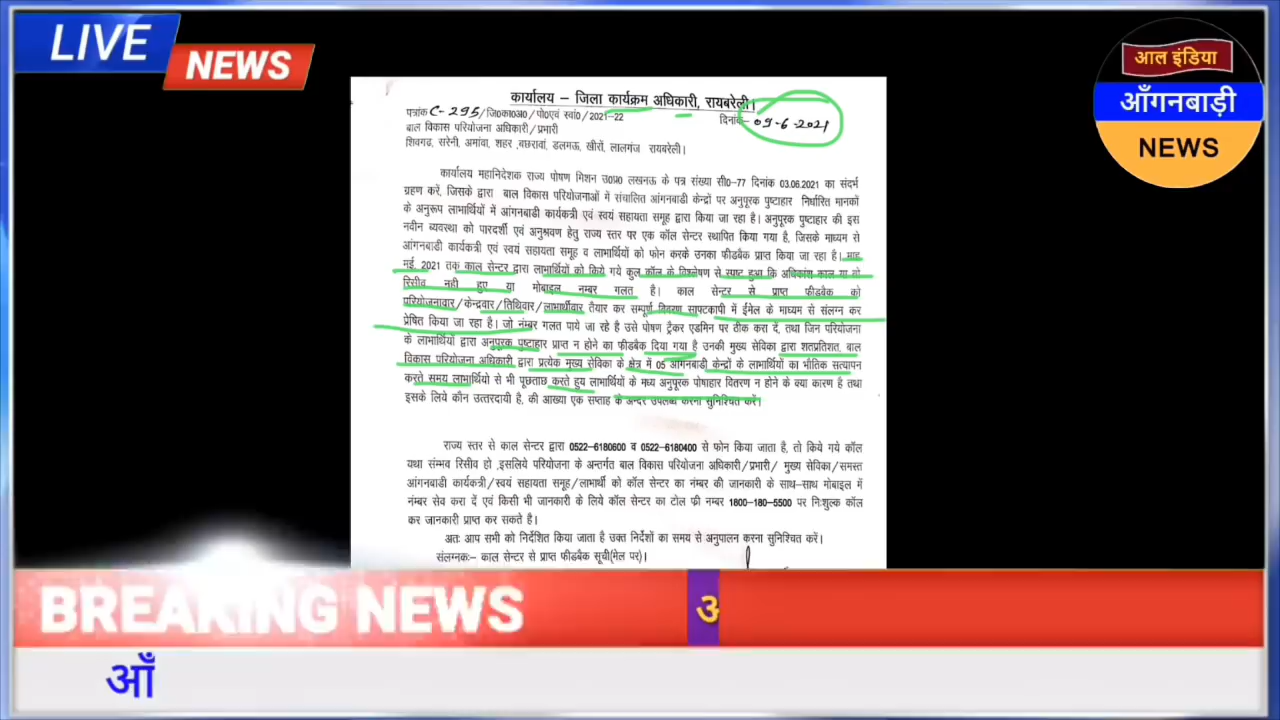 LIVE
NEWS
आल इंडिया
आँगनबाड़ी
NEWS
कार्यालय – जिला कार्यक्रम अधिकारी, रायबरेली।
पत्रांक C-295/जि0का0अ0/पो0एवं स्वा0/2021-22 दिनांक- 09-6-2021
बाल विकास परियोजना अधिकारी/प्रभारी
शिवगढ, सरेनी, अमांवा, शहर ,बछरावां, डलमऊ, खीरों, लालगंज रायबरेली।
कार्यालय महानिदेशक राज्य पोषण मिशन उ0प्र0 लखनऊ के पत्र संख्या सी0-77 दिनांक 03.06.2021 का संदर्भ
ग्रहण करें, जिसके द्वारा बाल विकास परियोजनाओं में संचालित आंगनबाडी केन्द्रों पर अनुपूरक पुष्टाहार निर्धारित मानकों
के अनुरूप लाभार्थियों में आंगनबाडी कार्यकत्री एवं स्वयं सहायता समूह द्वारा किया जा रहा है। अनुपूरक पुष्टाहार की इस
नवीन व्यवस्था को पारदर्शी एवं अनुश्रवण हेतु राज्य स्तर पर एक कॉल सेन्टर स्थापित किया गया है, जिसके माध्यम से
आंगनबाडी कार्यकत्री एवं स्वयं सहायता समूह व लाभार्थियों को फोन करके उनका फीडबैक प्राप्त किया जा रहा है। माह
मई, 2021 तक काल सेन्टर द्वारा लाभार्थियों को किये गये कुल कॉल के विश्लेषण से स्पष्ट हुआ कि अधिकांश काल या तो
रिसीव नही हुए या मोबाइल नम्बर गलत है। काल सेन्टर से प्राप्त फीडबैक को
परियोजनावार/केन्द्रवार/तिथिवार/लाभार्थीवार तैयार कर सम्पूर्ण विवरण साफ्टकापी में ईमेल के माध्यम से संलग्न कर
प्रेषित किया जा रहा है। जो नंम्बर गलत पाये जा रहे है उसे पोषण ट्रैकर एडमिन पर ठीक करा दें, तथा जिन परियोजना
के लाभार्थियों द्वारा अनुपूरक पुष्टाहार प्राप्त न होने का फीडबैक दिया गया है उनकी मुख्य सेविका द्वारा शतप्रतिशत, बाल
विकास परियोजना अधिकारी द्वारा प्रत्येक मुख्य सेविका के क्षेत्र में 05 आंगनबाडी केन्द्रों के लाभार्थियों का भौतिक सत्यापन
करते समय लाभार्थियो से भी पूछताछ करते हुय लाभार्थियों के मध्य अनुपूरक पोषाहार वितरण न होने के क्या कारण है तथा
इसके लिये कौन उत्तरदायी है, की आख्या एक सप्ताह के अन्दर उपलब्ध कराना सुनिश्चित करें।
राज्य स्तर से काल सेन्टर द्वारा 0522-6180600 व 0522-6180400 से फोन किया जाता है, तो किये गये कॉल
यथा संम्भव रिसीव हो ,इसलिये परियोजना के अन्तर्गत बाल विकास परियोजना अधिकारी/प्रभारी/ मुख्य सेविका/समस्त
आंगनबाडी कार्यकत्री/स्वयं सहायता समूह/लाभार्थी को कॉल सेन्टर का नंम्बर की जानकारी के साथ-साथ मोबाइल में
नंम्बर सेव करा दें एवं किसी भी जानकारी के लिये कॉल सेन्टर का टोल फ्री नम्बर 1800-180-5500 पर निःशुल्क कॉल
कर जानकारी प्राप्त कर सकते है।
अतः आप सभी को निर्देशित किया जाता है उक्त निर्देशों का समय से अनुपालन करना सुनिश्चित करें।
संलग्नकः- काल सेन्टर से प्राप्त फीडबैक सूची(मेल पर)।
BREAKING NEWS
आँ